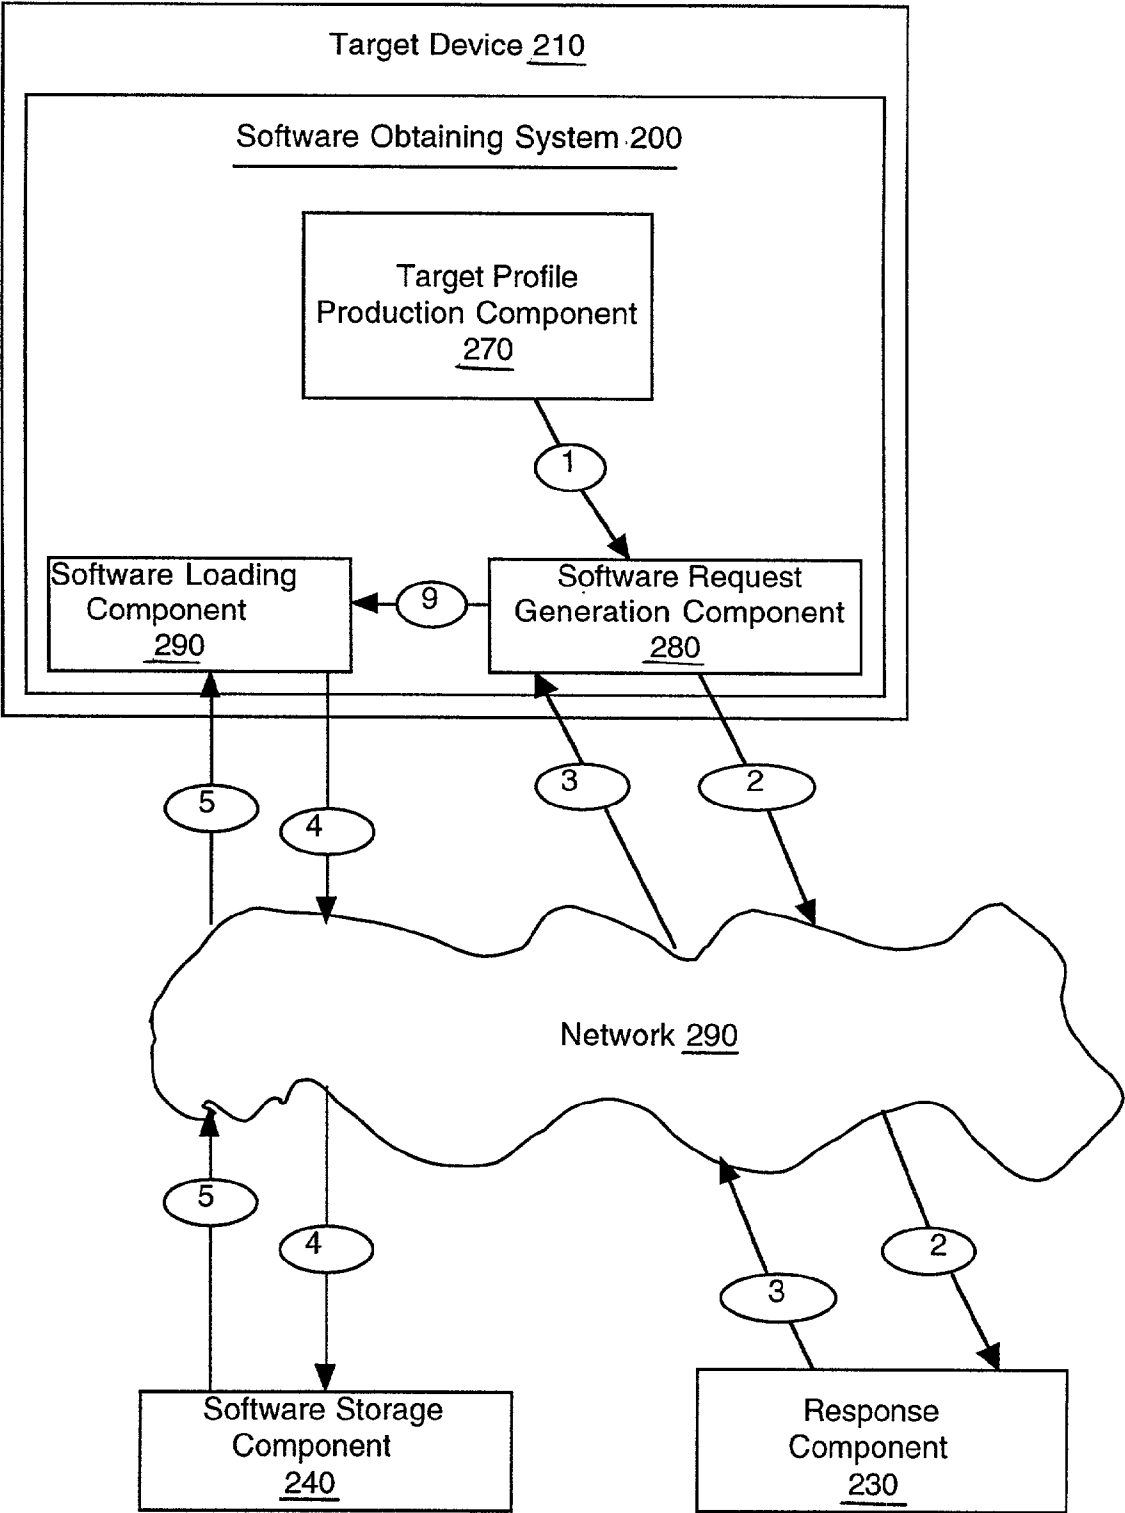 Target Device 210
Software Obtaining System 200
Target Profile
Production Component
270
1
Software Loading
Component
290
9
Software Request
Generation Component
280
5
4
3
2
Network 290
5
4
3
2
Software Storage
Component
240
Response
Component
230